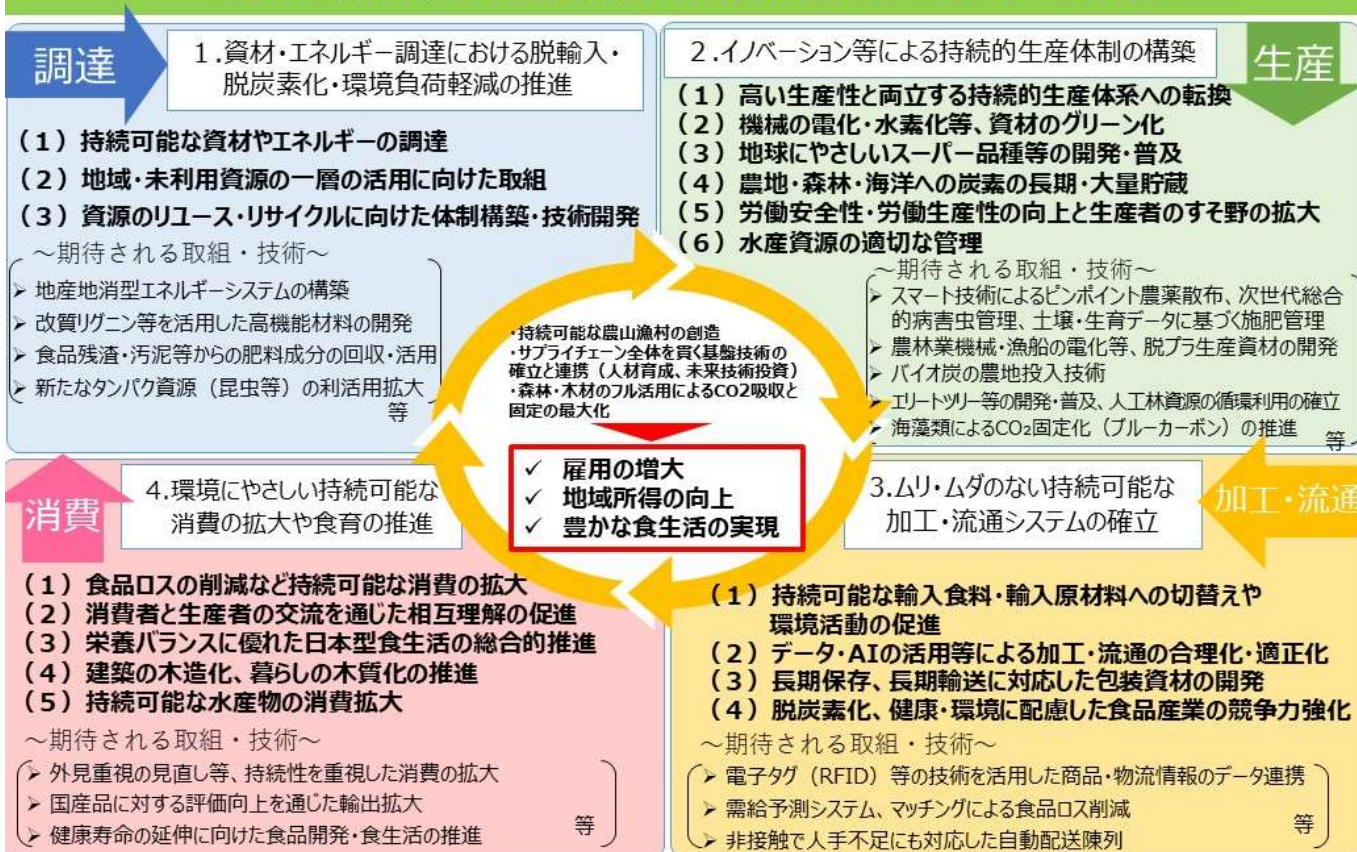 調達
1.資材・エネルギー調達における脱輸入・
脱炭素化・環境負荷軽減の推進
(1)持続可能な資材やエネルギーの調達
(2)地域・未利用資源の一層の活用に向けた取組
(3)資源のリユース・リサイクルに向けた体制構築・技術開発
～期待される取組・技術～
➢ 地産地消型エネルギーシステムの構築
➢ 改質リグニン等を活用した高機能材料の開発
➢ 食品残渣・汚泥等からの肥料成分の回収・活用
➢ 新たなタンパク資源（昆虫等）の利活用拡大
等
2.イノベーション等による持続的生産体制の構築
生産
(1)高い生産性と両立する持続的生産体系への転換
(2)機械の電化・水素化等、資材のグリーン化
(3)地球にやさしいスーパー品種等の開発・普及
(4)農地・森林・海洋への炭素の長期・大量貯蔵
(5)労働安全性・労働生産性の向上と生産者のすそ野の拡大
(6)水産資源の適切な管理
～期待される取組・技術～
➢ スマート技術によるピンポイント農薬散布、次世代総合
的病害虫管理、土壌・生育データに基づく施肥管理
➢ 農林業機械・漁船の電化等、脱プラ生産資材の開発
➢ バイオ炭の農地投入技術
➢ エリートツリー等の開発・普及、人工林資源の循環利用の確立
➢ 海藻類によるCO₂固定化（ブルーカーボン）の推進
等
・持続可能な農山漁村の創造
・サプライチェーン全体を貫く基盤技術の
確立と連携（人材育成、未来技術投資）
・森林・木材のフル活用によるCO2吸収と
固定の最大化
✓ 雇用の増大
✓ 地域所得の向上
✓ 豊かな食生活の実現
3.ムリ・ムダのない持続可能な
加工・流通システムの確立
加工・流通
(1)持続可能な輸入食料・輸入原材料への切替えや
環境活動の促進
(2)データ・AIの活用等による加工・流通の合理化・適正化
(3)長期保存、長期輸送に対応した包装資材の開発
(4)脱炭素化、健康・環境に配慮した食品産業の競争力強化
～期待される取組・技術～
➢ 電子タグ（RFID）等の技術を活用した商品・物流情報のデータ連携
➢ 需給予測システム、マッチングによる食品ロス削減
➢ 非接触で人手不足にも対応した自動配送陳列
等
消費
4.環境にやさしい持続可能な
消費の拡大や食育の推進
(1)食品ロスの削減など持続可能な消費の拡大
(2)消費者と生産者の交流を通じた相互理解の促進
(3)栄養バランスに優れた日本型食生活の総合的推進
(4)建築の木造化、暮らしの木質化の推進
(5)持続可能な水産物の消費拡大
～期待される取組・技術～
➢ 外見重視の見直し等、持続性を重視した消費の拡大
➢ 国産品に対する評価向上を通じた輸出拡大
➢ 健康寿命の延伸に向けた食品開発・食生活の推進
等